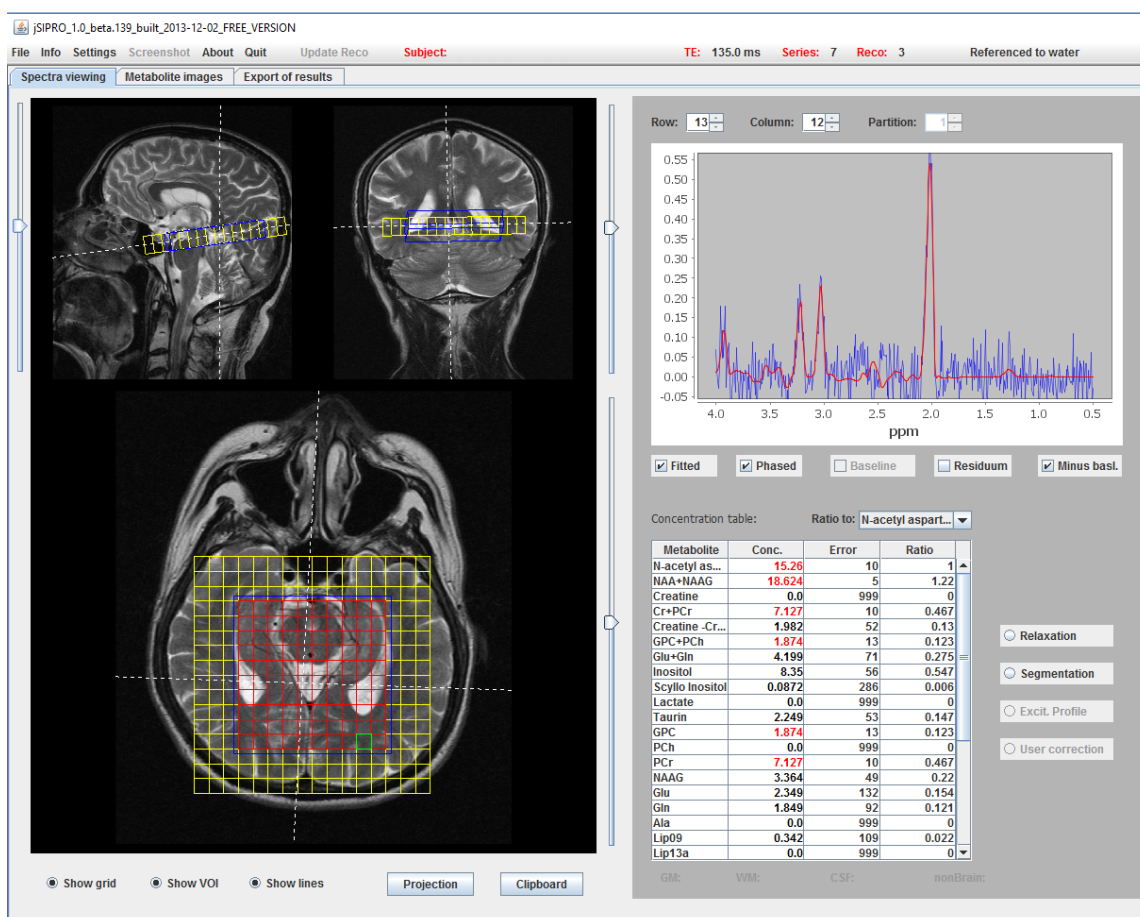 jSIPRO_1.0_beta.139_built_2013-12-02_FREE_VERSION
File Info Settings Screenshot About Quit Update Reco Subject: TE: 135.0 ms Series: 7 Reco: 3 Referenced to water
Spectra viewing Metabolite images Export of results
Row: 13 Column: 12 Partition: 1
0.55
0.50
0.45
0.40
0.35
0.30
0.25
0.20
0.15
0.10
0.05
0.00
-0.05
4.0 3.5 3.0 2.5 2.0 1.5 1.0 0.5
ppm
Fitted Phased Baseline Residuum Minus basl.
Concentration table: Ratio to: N-acetyl aspart...
Metabolite Conc. Error Ratio
N-acetyl as... 15.26 10 1
NAA+NAAG 18.624 5 1.22
Creatine 0.0 999 0
Cr+PCr 7.127 10 0.467
Creatine -Cr... 1.982 52 0.13
GPC+PCh 1.874 13 0.123
Glu+Gln 4.199 71 0.275
Inositol 8.35 56 0.547
Scyllo Inositol 0.0872 286 0.006
Lactate 0.0 999 0
Taurin 2.249 53 0.147
GPC 1.874 13 0.123
PCh 0.0 999 0
PCr 7.127 10 0.467
NAAG 3.364 49 0.22
Glu 2.349 132 0.154
Gln 1.849 92 0.121
Ala 0.0 999 0
Lip09 0.342 109 0.022
Lip13a 0.0 999 0
Relaxation
Segmentation
Excit. Profile
User correction
GM: WM: CSF: nonBrain:
Show grid Show VOI Show lines Projection Clipboard